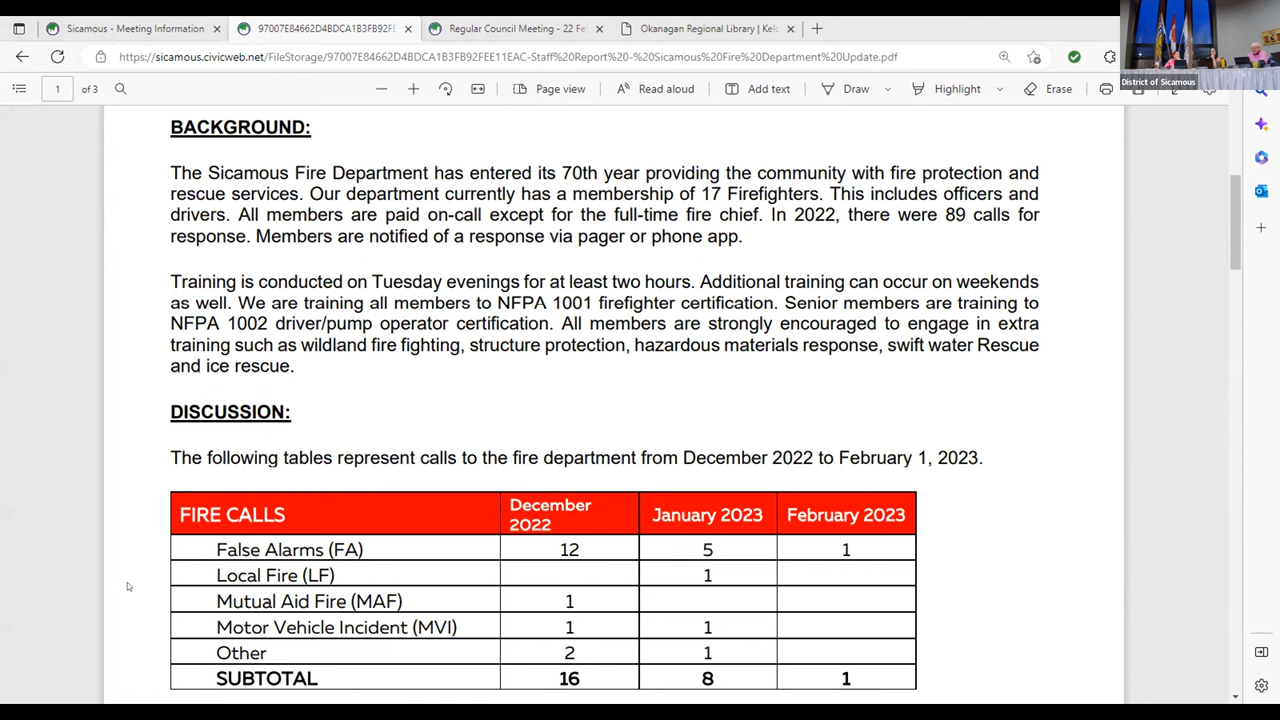 Sicamous - Meeting Information
97007E84662D4BDCA1B3FB92FE
Regular Council Meeting - 22 Fe
Okanagan Regional Library | Kelc
https://sicamous.civicweb.net/FileStorage/97007E84662D4BDCA1B3FB92FEE11EAC-Staff%20Report%20-%20Sicamous%20Fire%20Department%20Update.pdf
District of Sicamous
1 of 3
Page view
Read aloud
Add text
Draw
Highlight
Erase
BACKGROUND:
The Sicamous Fire Department has entered its 70th year providing the community with fire protection and
rescue services. Our department currently has a membership of 17 Firefighters. This includes officers and
drivers. All members are paid on-call except for the full-time fire chief. In 2022, there were 89 calls for
response. Members are notified of a response via pager or phone app.
Training is conducted on Tuesday evenings for at least two hours. Additional training can occur on weekends
as well. We are training all members to NFPA 1001 firefighter certification. Senior members are training to
NFPA 1002 driver/pump operator certification. All members are strongly encouraged to engage in extra
training such as wildland fire fighting, structure protection, hazardous materials response, swift water Rescue
and ice rescue.
DISCUSSION:
The following tables represent calls to the fire department from December 2022 to February 1, 2023.
FIRE CALLS December 2022 January 2023 February 2023
False Alarms (FA) 12 5 1
Local Fire (LF) 1
Mutual Aid Fire (MAF) 1
Motor Vehicle Incident (MVI) 1 1
Other 2 1
SUBTOTAL 16 8 1